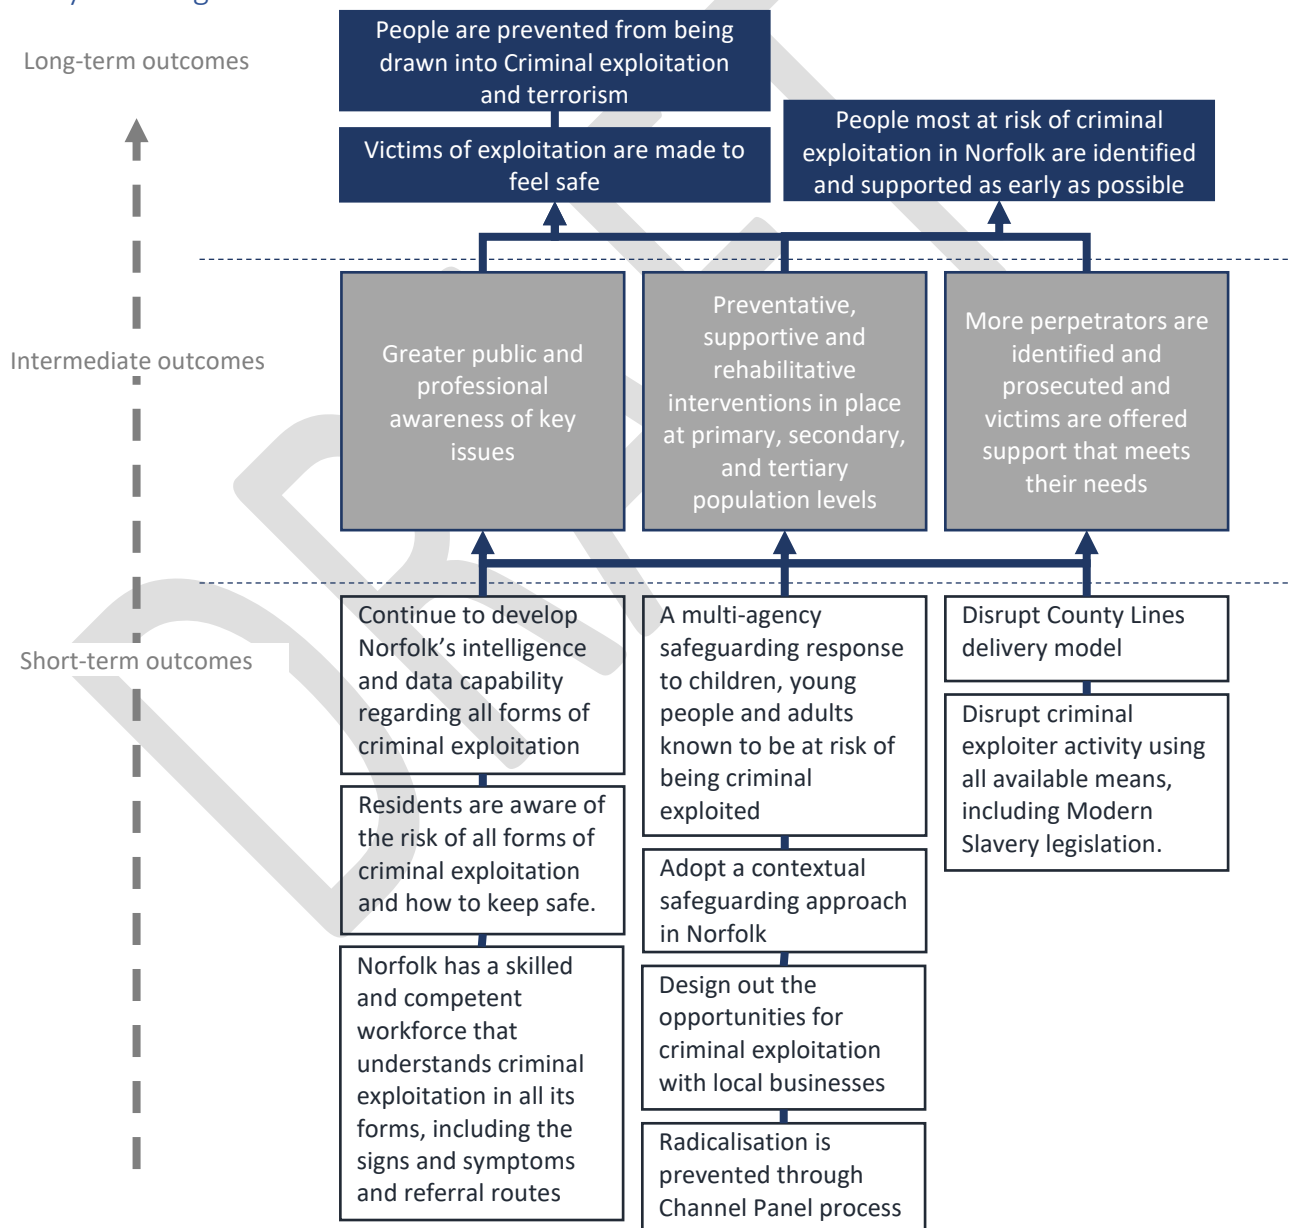 Long-term outcomes
People are prevented from being
drawn into Criminal exploitation
and terrorism
Victims of exploitation are made to
feel safe
People most at risk of criminal
exploitation in Norfolk are identified
and supported as early as possible
Intermediate outcomes
Greater public and
professional
awareness of key
issues
Preventative,
supportive and
rehabilitative
interventions in place
at primary, secondary,
and tertiary
population levels
More perpetrators are
identified and
prosecuted and
victims are offered
support that meets
their needs
Short-term outcomes
Continue to develop
Norfolk’s intelligence
and data capability
regarding all forms of
criminal exploitation
Residents are aware of
the risk of all forms of
criminal exploitation
and how to keep safe.
Norfolk has a skilled
and competent
workforce that
understands criminal
exploitation in all its
forms, including the
signs and symptoms
and referral routes
A multi-agency
safeguarding response
to children, young
people and adults
known to be at risk of
being criminal
exploited
Adopt a contextual
safeguarding approach
in Norfolk
Design out the
opportunities for
criminal exploitation
with local businesses
Radicalisation is
prevented through
Channel Panel process
Disrupt County Lines
delivery model
Disrupt criminal
exploiter activity using
all available means,
including Modern
Slavery legislation.
DRAFT